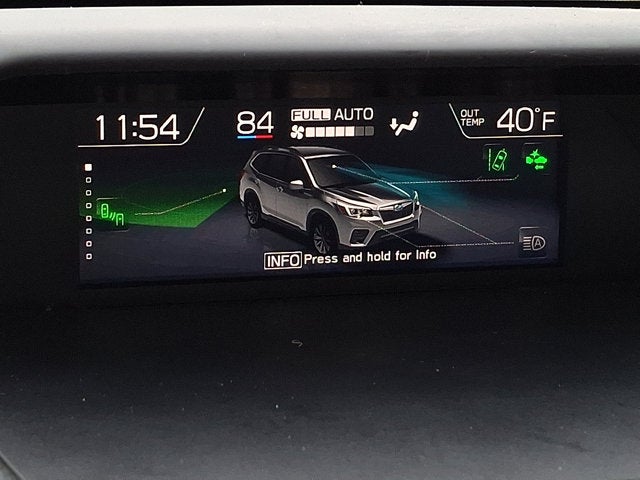 11:54
84
FULL AUTO
OUT TEMP
40°F
A
INFO Press and hold for Info